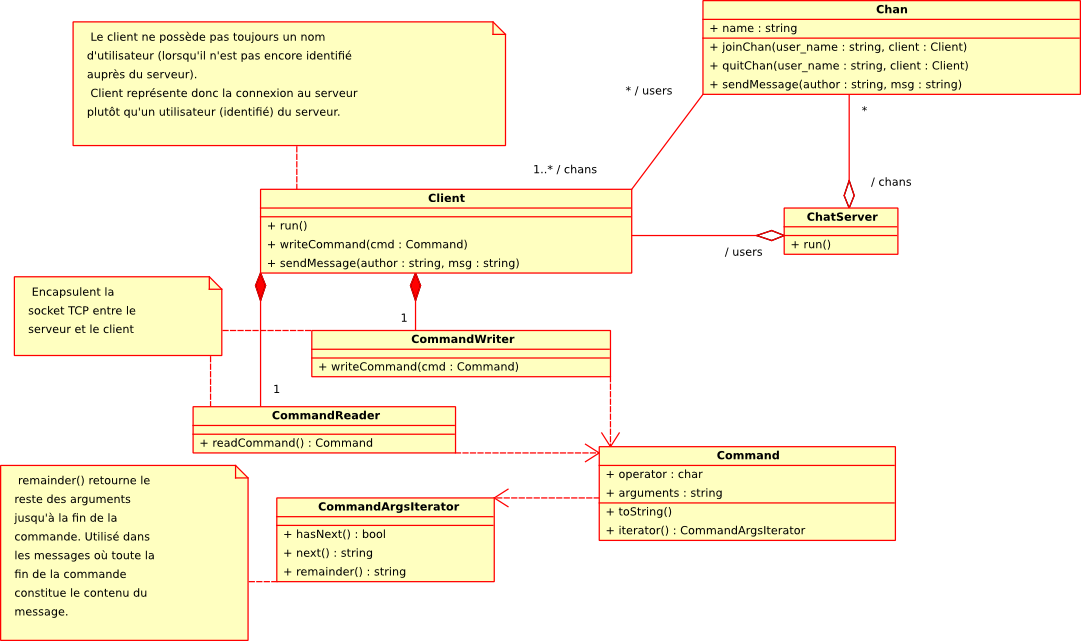 Le client ne possède pas toujours un nom
d'utilisateur (lorsqu'il n'est pas encore identifié
auprès du serveur).
Client représente donc la connexion au serveur
plutôt qu'un utilisateur (identifié) du serveur.
Chan
+ name : string
+ joinChan(user_name : string, client : Client)
+ quitChan(user_name : string, client : Client)
+ sendMessage(author : string, msg : string)
* / users
*
1..* / chans
/ chans
Client
+ run()
+ writeCommand(cmd : Command)
+ sendMessage(author : string, msg : string)
ChatServer
+ run()
/ users
Encapsulent la
socket TCP entre le
serveur et le client
1
CommandWriter
+ writeCommand(cmd : Command)
1
CommandReader
+ readCommand() : Command
Command
+ operator : char
+ arguments : string
+ toString()
+ iterator() : CommandArgsIterator
remainder() retourne le
reste des arguments
jusqu'à la fin de la
commande. Utilisé dans
les messages où toute la
fin de la commande
constitue le contenu du
message.
CommandArgsIterator
+ hasNext() : bool
+ next() : string
+ remainder() : string